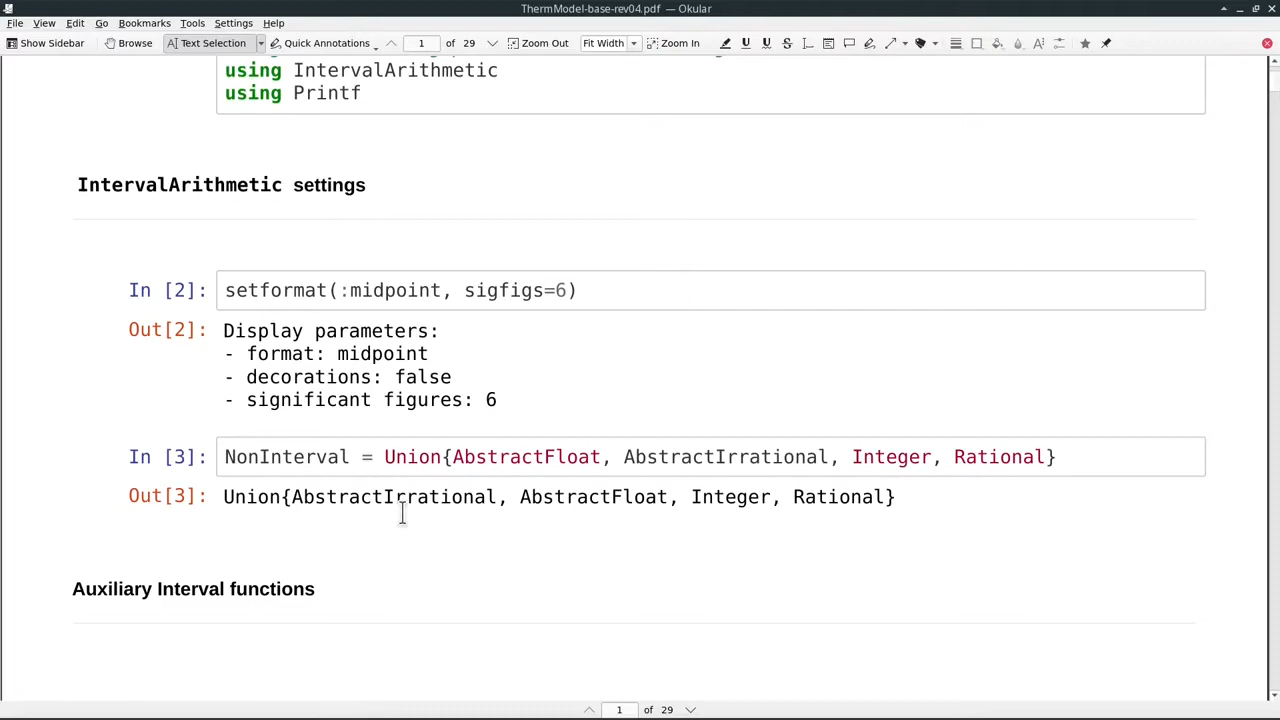 ThermModel-base-rev04.pdf — Okular
File View Edit Go Bookmarks Tools Settings Help
Show Sidebar Browse Text Selection Quick Annotations 1 of 29 Zoom Out Fit Width Zoom In
using IntervalArithmetic
using Printf
IntervalArithmetic settings
In [2]: setformat(:midpoint, sigfigs=6)
Out[2]: Display parameters:
- format: midpoint
- decorations: false
- significant figures: 6
In [3]: NonInterval = Union{AbstractFloat, AbstractIrrational, Integer, Rational}
Out[3]: Union{AbstractIrrational, AbstractFloat, Integer, Rational}
Auxiliary Interval functions
1 of 29